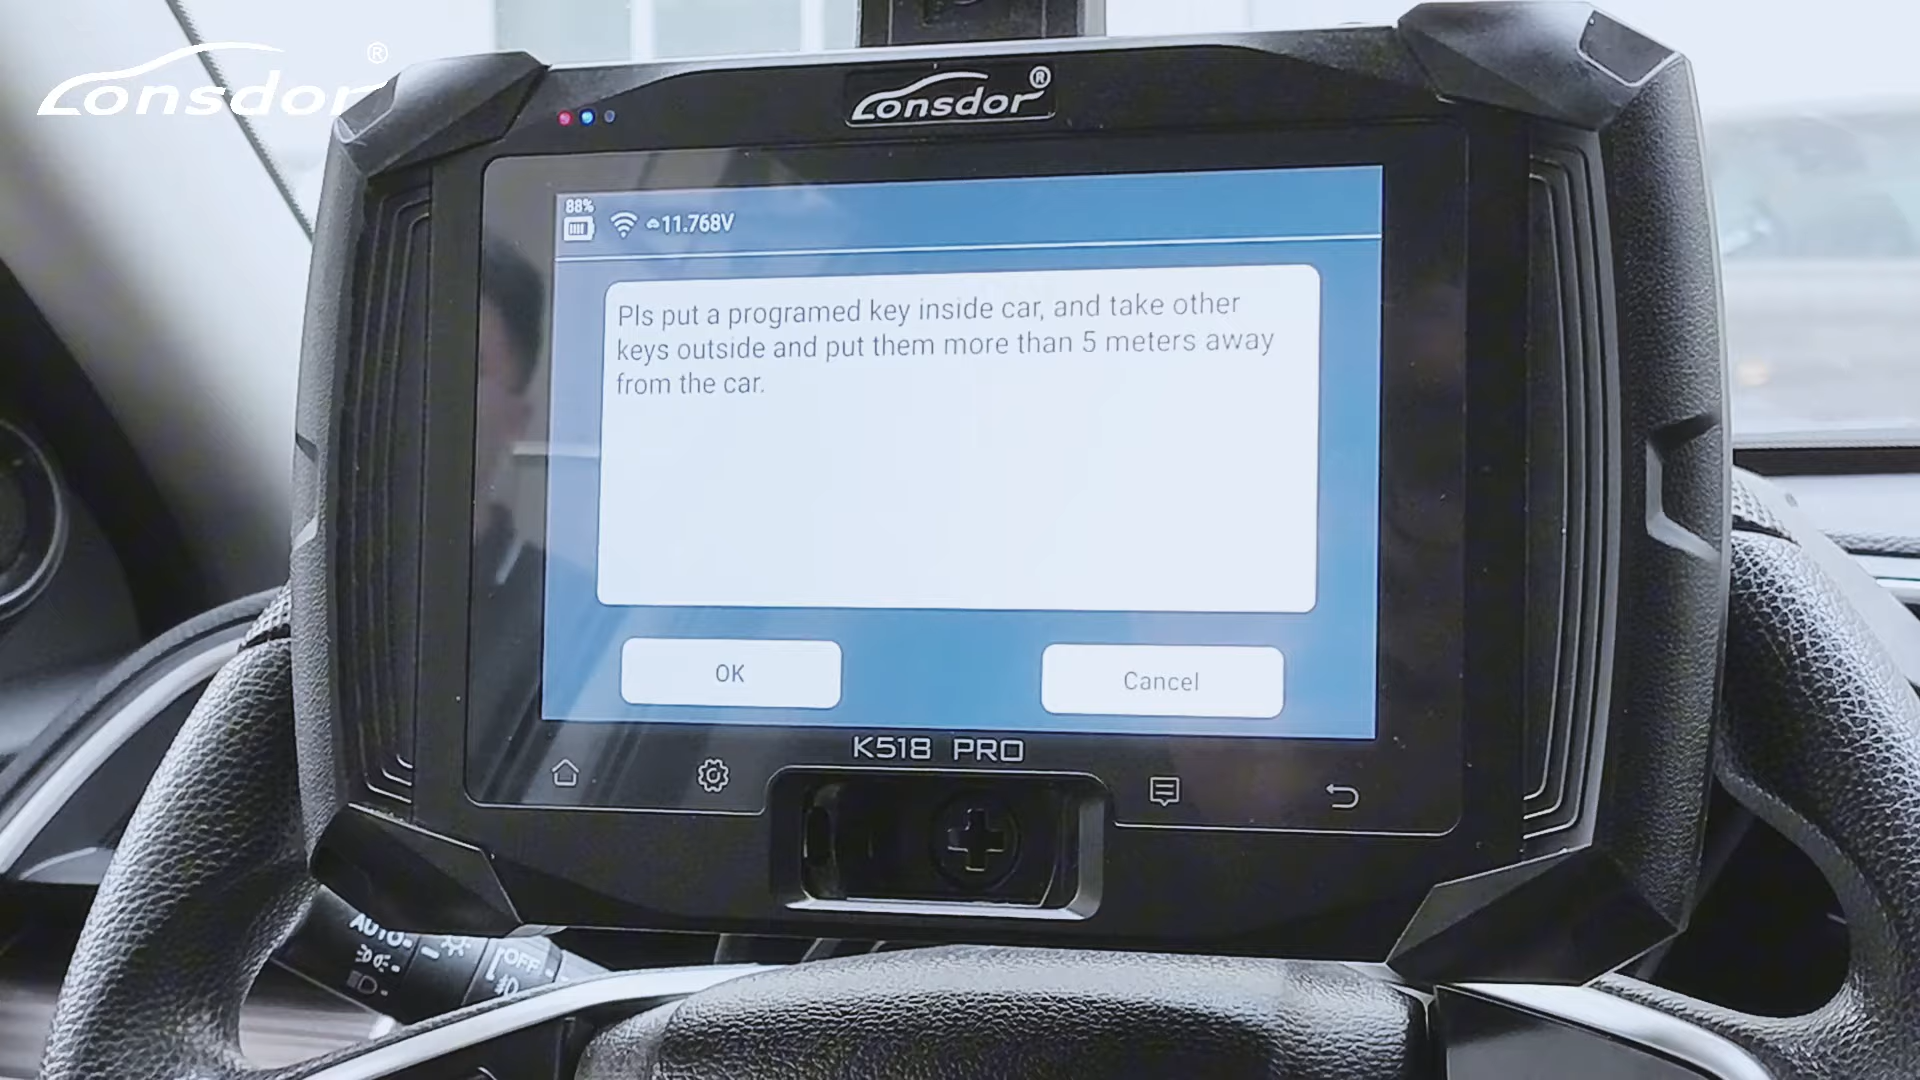 Lonsdor®
Lonsdor®
88%
11.768V
Pls put a programed key inside car, and take other
keys outside and put them more than 5 meters away
from the car.
OK
Cancel
K518 PRO
AUTO
OFF